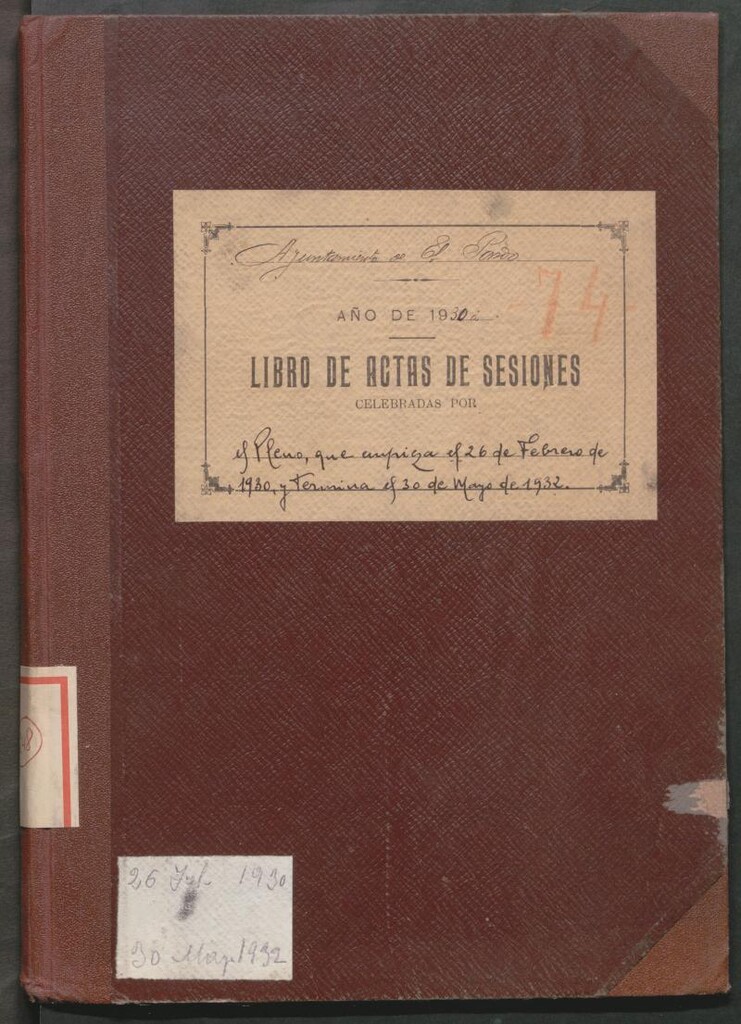 Ayuntamiento de El Pardo
AÑO DE 1930
74
LIBRO DE ACTAS DE SESIONES
CELEBRADAS POR
el Pleno, que empieza el 26 de Febrero de
1930, y termina el 30 de Mayo de 1932.
8
26 Feb. 1930
30 May 1932